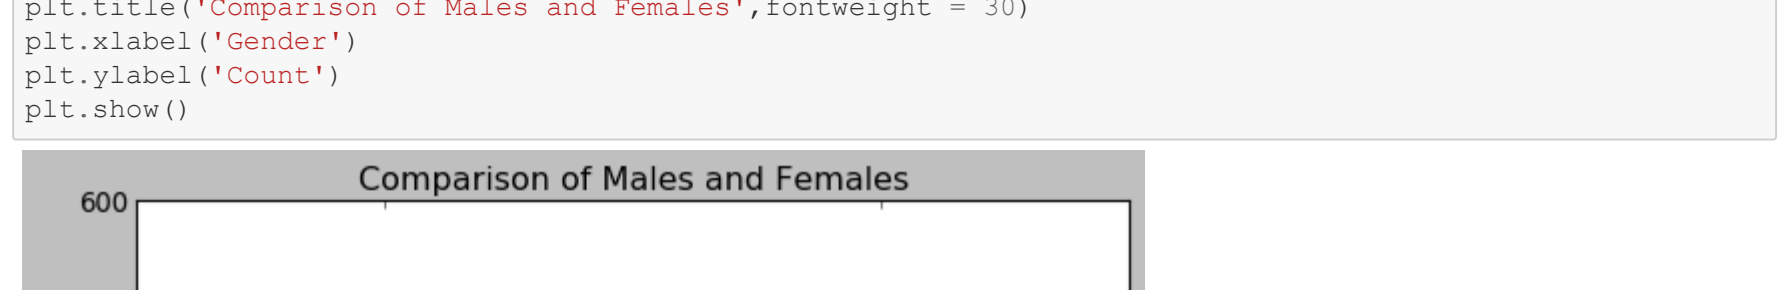 plt.title('Comparison of Males and Females',fontweight = 30)
plt.xlabel('Gender')
plt.ylabel('Count')
plt.show()
Comparison of Males and Females
600